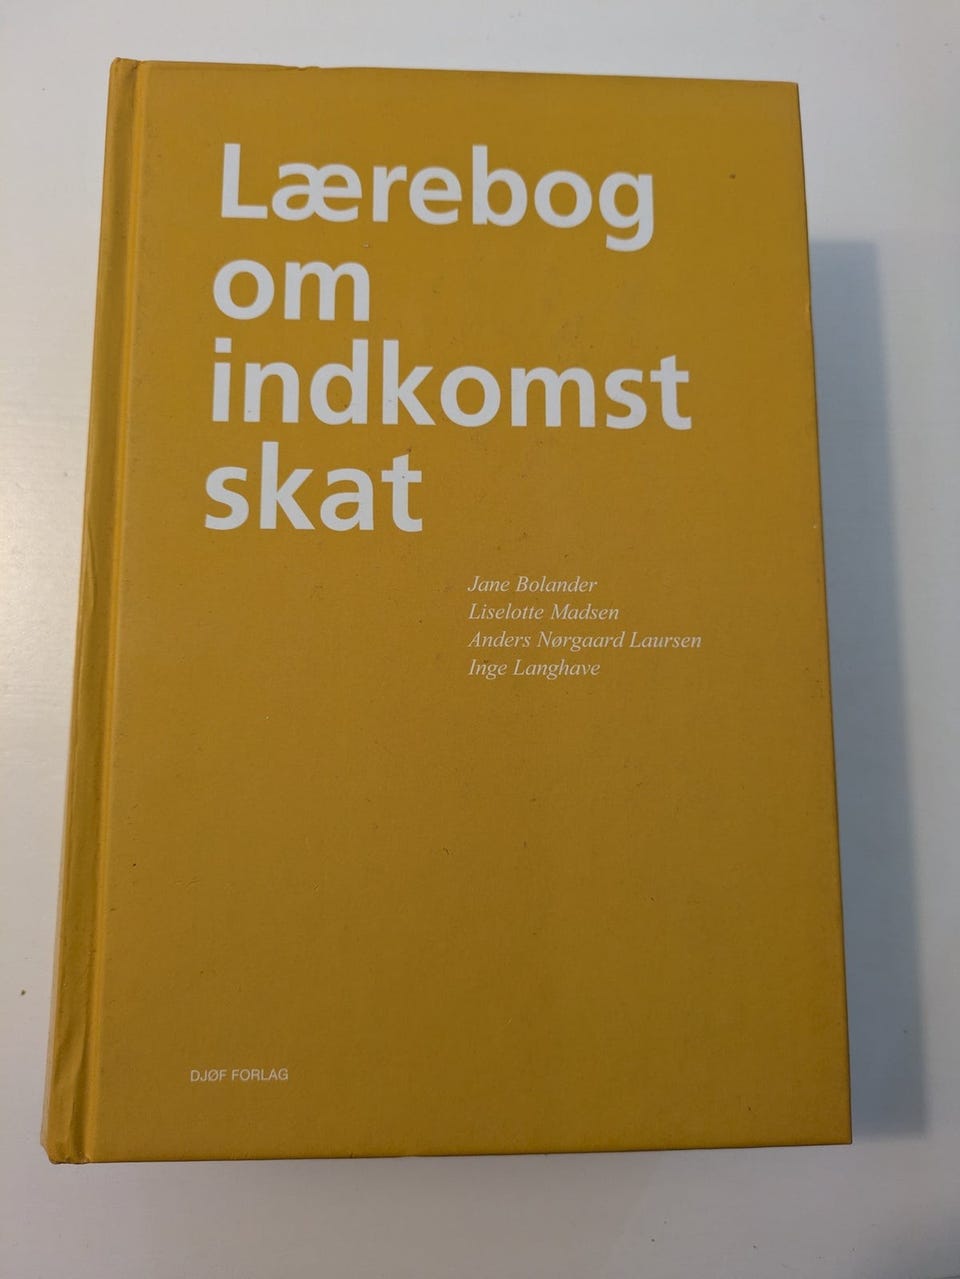 Lærebog
om
indkomst
skat
Jane Bolander
Liselotte Madsen
Anders Nørgaard Laursen
Inge Langhave
DJØF FORLAG